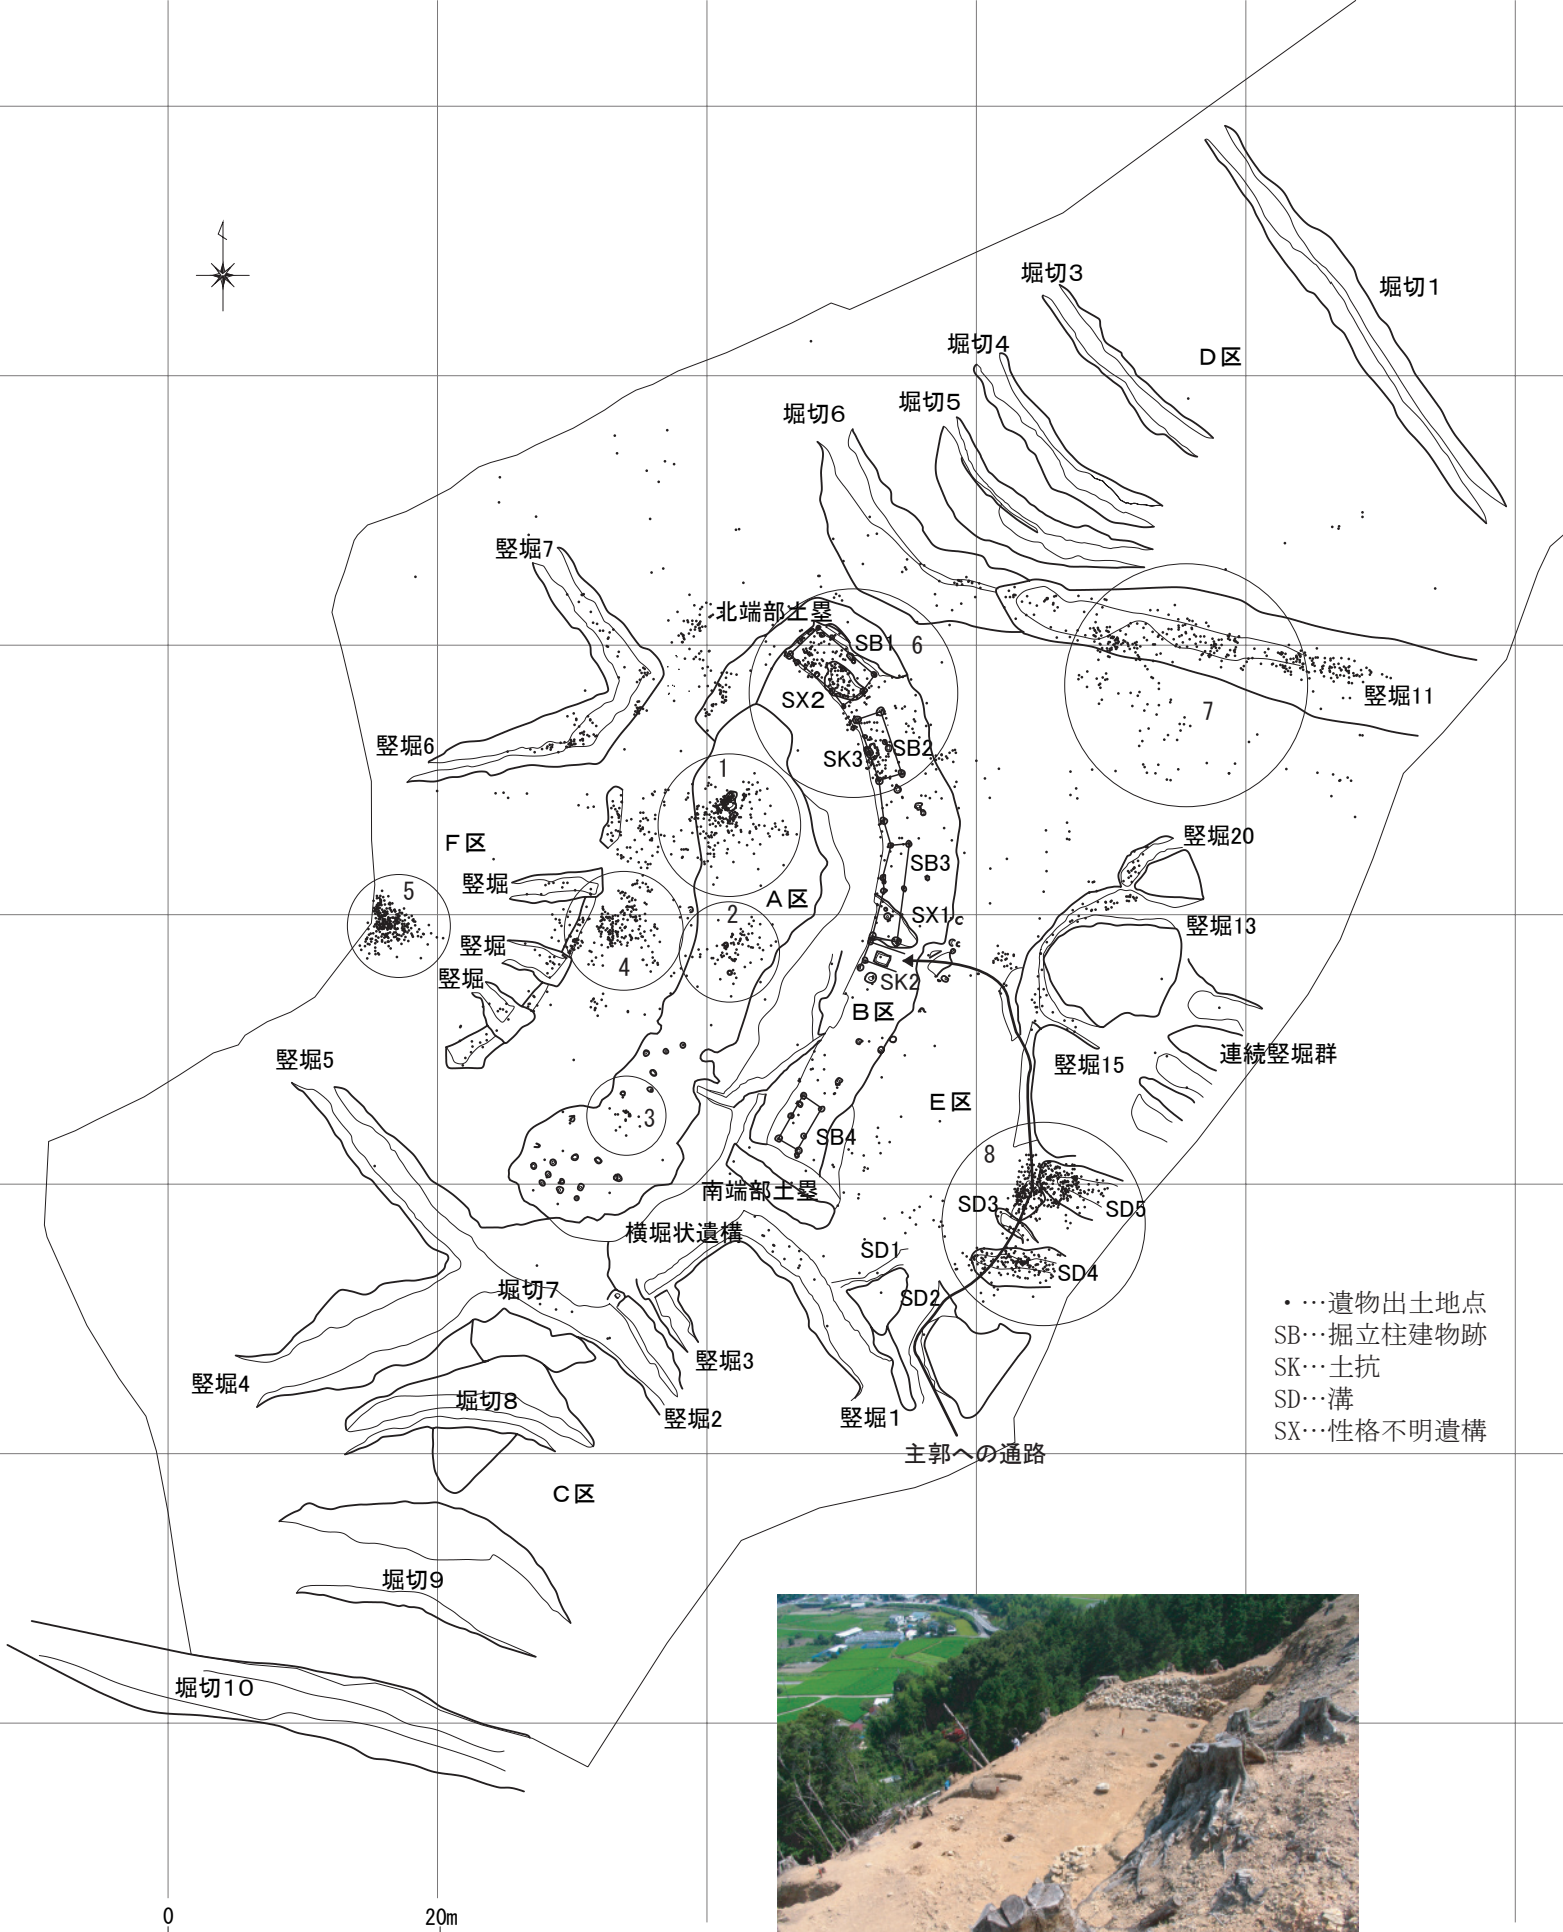 堀切3
堀切1
堀切4
D区
堀切5
堀切6
竪堀7
北端部土塁
SB1
6
SX2
竪堀11
7
竪堀6
SK3
SB2
1
竪堀20
F区
SB3
竪堀
5
A区
2
SX1
竪堀13
竪堀
4
竪堀
SK2
B区
竪堀5
連続竪堀群
竪堀15
E区
3
SB4
8
南端部土塁
SD3
SD5
横堀状遺構
SD1
SD4
堀切7
SD2
・…遺物出土地点
SB…掘立柱建物跡
SK…土抗
SD…溝
SX…性格不明遺構
竪堀3
竪堀4
堀切8
竪堀2
竪堀1
主郭への通路
C区
堀切9
堀切10
0
20m